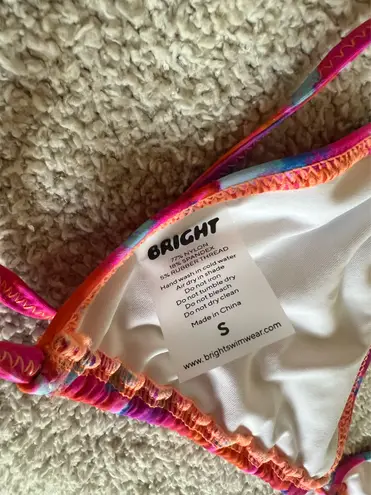 BRIGHT
77% NYLON
18% SPANDEX
5% RUBBER THREAD
Hand wash in cold water
Air dry in shade
Do not iron
Do not tumble dry
Do not bleach
Do not dry clean
Made in China
S
www.brightswimwear.com